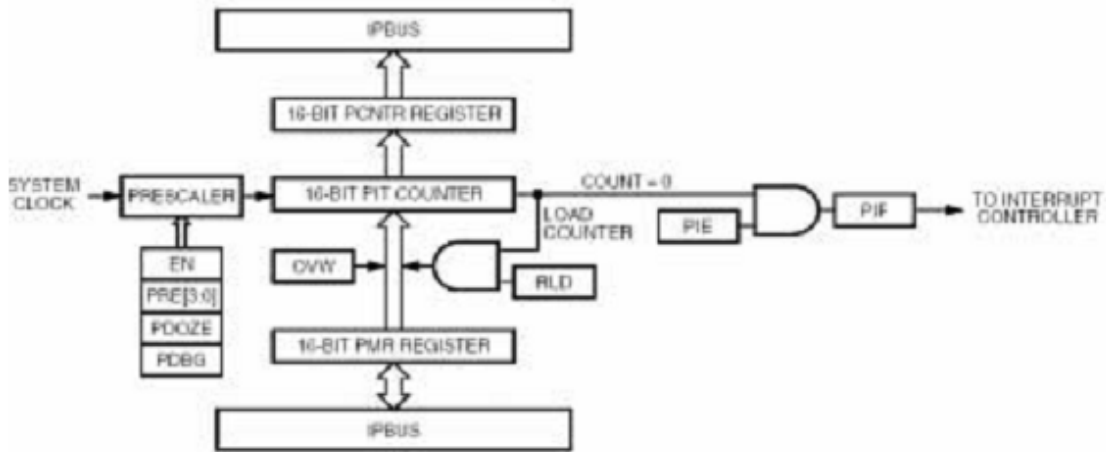 IPBUS
16-BIT PCNTR REGISTER
SYSTEM
CLOCK
PRESCALER
16-BIT PIT COUNTER
COUNT = 0
LOAD
COUNTER
PIE
PIF
TO INTERRUPT
CONTROLLER
EN
PRE[3:0]
PDOZE
PDBG
OVW
RLD
16-BIT PMR REGISTER
IPBUS